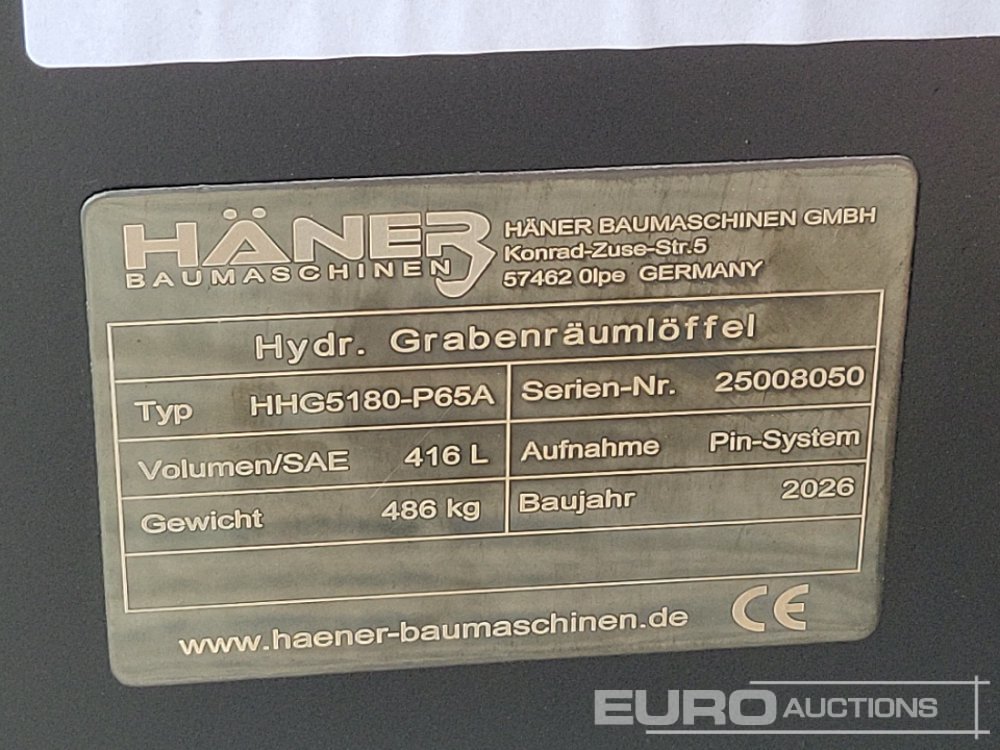 HÄNER
BAUMASCHINEN
HÄNER BAUMASCHINEN GMBH
Konrad-Zuse-Str.5
57462 Olpe GERMANY
Hydr. Grabenräumlöffel
Typ HHG5180-P65A
Serien-Nr. 25008050
Volumen/SAE 416 L
Aufnahme Pin-System
Gewicht 486 kg
Baujahr 2026
www.haener-baumaschinen.de
CE
EURO AUCTIONS